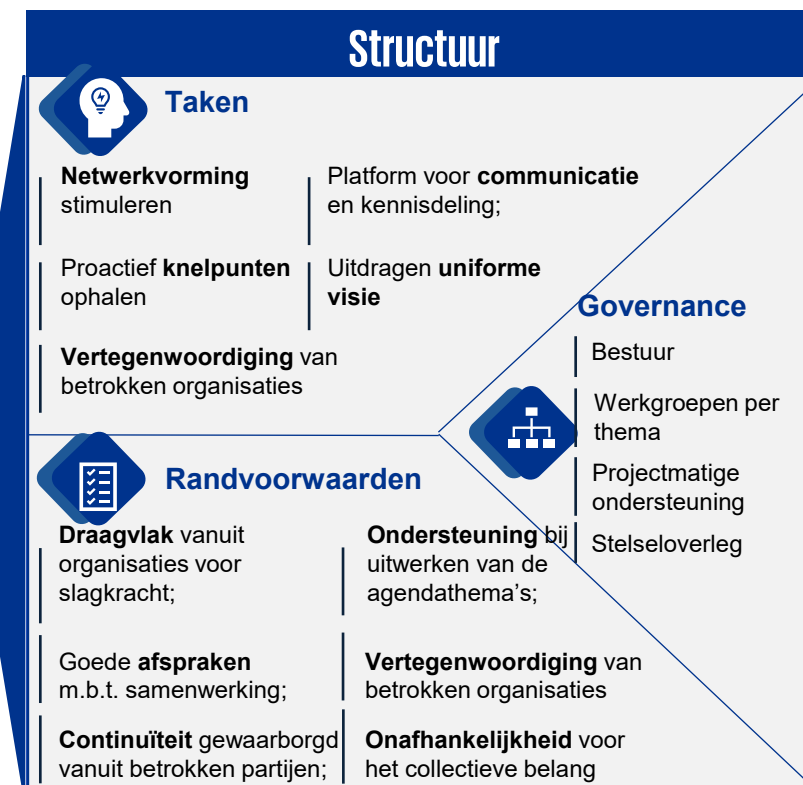 Structuur
Taken
Netwerkvorming
stimuleren
Platform voor communicatie
en kennisdeling;
Proactief knelpunten
ophalen
Uitdragen uniforme
visie
Vertegenwoordiging van
betrokken organisaties
Governance
Bestuur
Werkgroepen per
thema
Projectmatige
ondersteuning
Stelseloverleg
Randvoorwaarden
Draagvlak vanuit
organisaties voor
slagkracht;
Ondersteuning bij
uitwerken van de
agendathema’s;
Goede afspraken
m.b.t. samenwerking;
Vertegenwoordiging van
betrokken organisaties
Continuïteit gewaarborgd
vanuit betrokken partijen;
Onafhankelijkheid voor
het collectieve belang